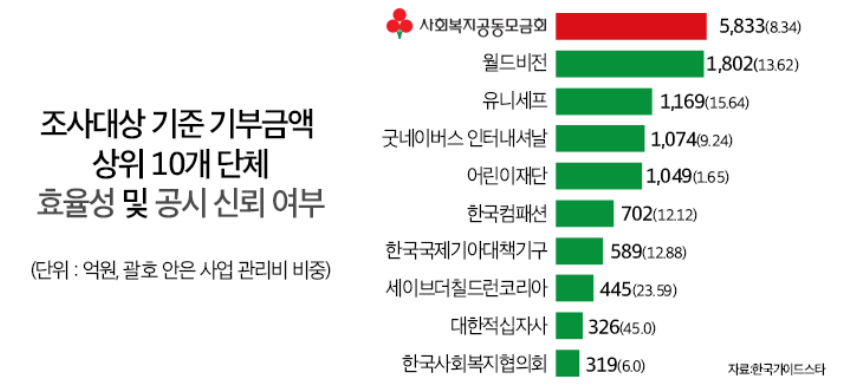 조사대상 기준 기부금액
상위 10개 단체
효율성 및 공시 신뢰 여부
(단위 : 억원, 괄호 안은 사업 관리비 비중)
사회복지공동모금회 5,833(8.34)
월드비전 1,802(13.62)
유니세프 1,169(15.64)
굿네이버스 인터내셔날 1,074(9.24)
어린이재단 1,049(1.65)
한국컴패션 702(12.12)
한국국제기아대책기구 589(12.88)
세이브더칠드런코리아 445(23.59)
대한적십자사 326(45.0)
한국사회복지협의회 319(6.0)
자료:한국가이드스타